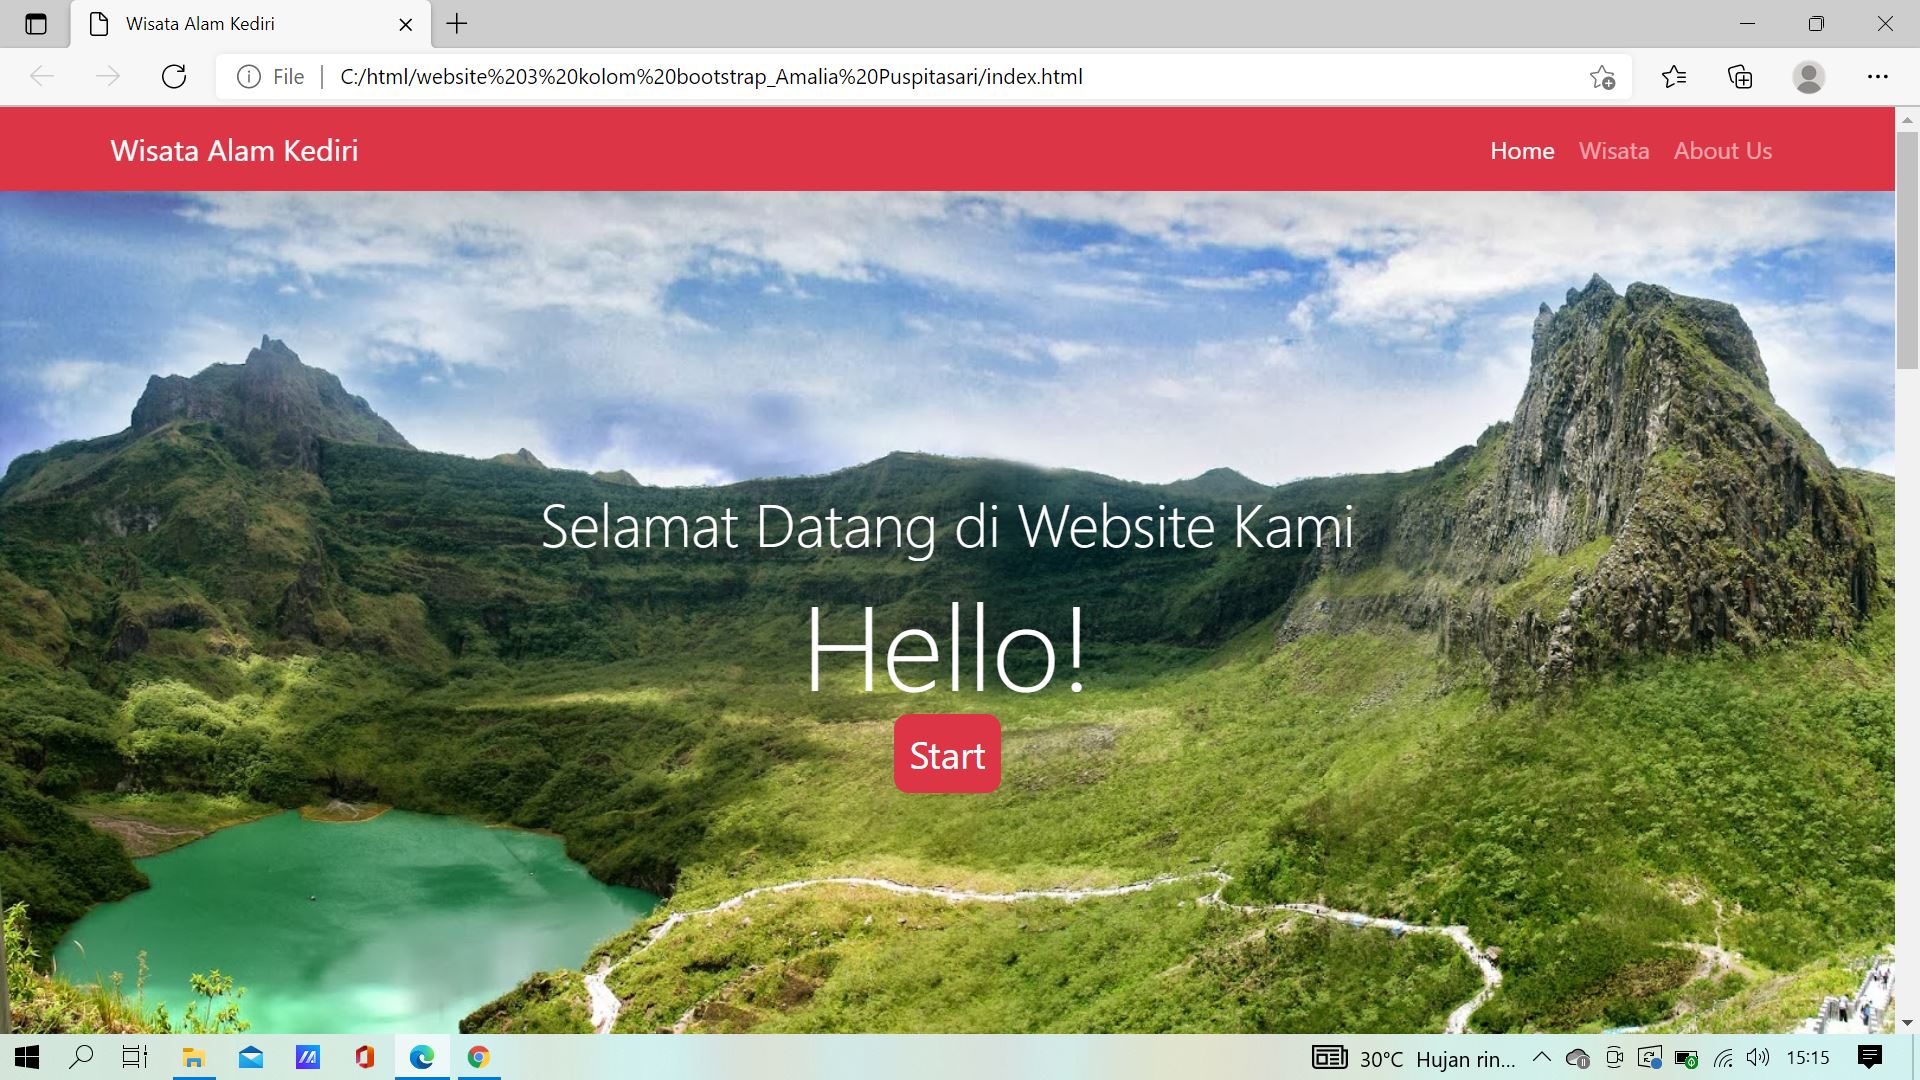 Wisata Alam Kediri
File
C:/html/website%203%20kolom%20bootstrap_Amalia%20Puspitasari/index.html
Wisata Alam Kediri
Home Wisata About Us
Selamat Datang di Website Kami
Hello!
Start
30°C Hujan rin... 15:15